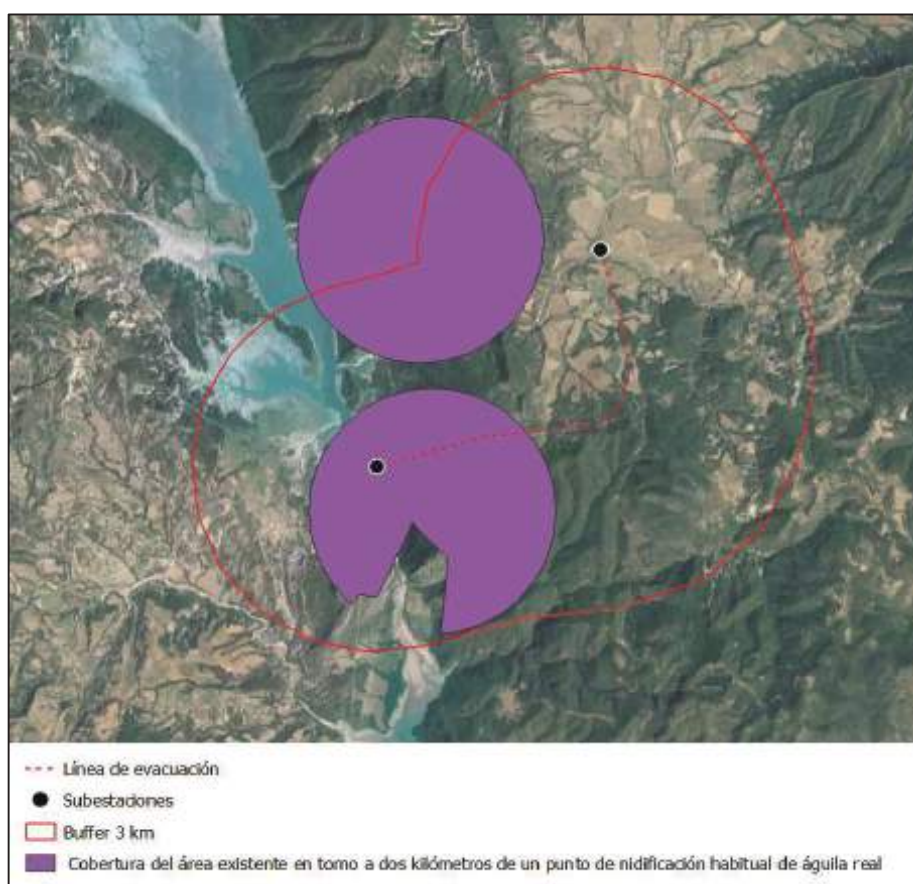 Línea de evacuación
Subestaciones
Buffer 3 km
Cobertura del área existente en torno a dos kilómetros de un punto de nidificación habitual de águila real